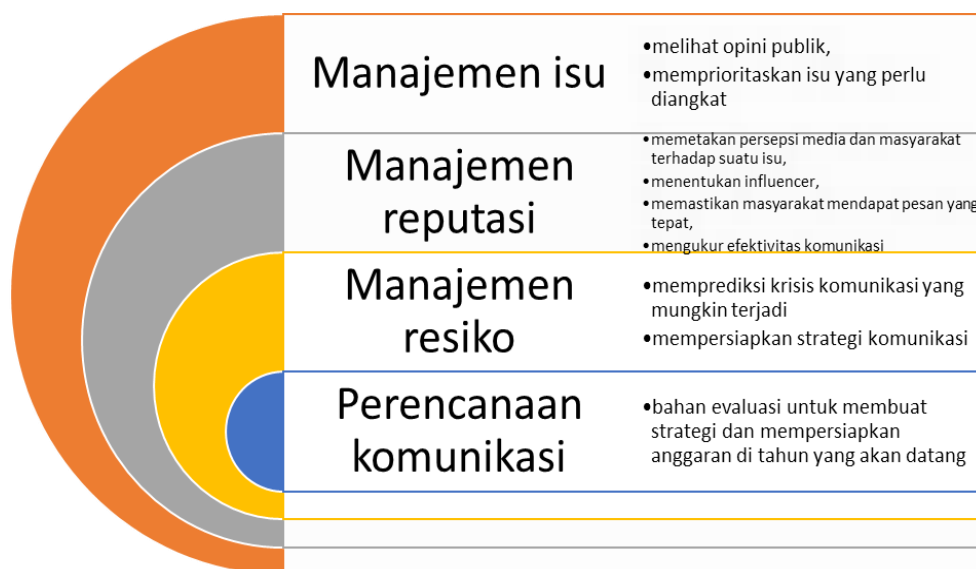 Manajemen isu
•melihat opini publik,
•memprioritaskan isu yang perlu
diangkat
Manajemen
reputasi
•memetakan persepsi media dan masyarakat
terhadap suatu isu,
•menentukan influencer,
•memastikan masyarakat mendapat pesan yang
tepat,
•mengukur efektivitas komunikasi
Manajemen
resiko
•memprediksi krisis komunikasi yang
mungkin terjadi
•mempersiapkan strategi komunikasi
Perencanaan
komunikasi
•bahan evaluasi untuk membuat
strategi dan mempersiapkan
anggaran di tahun yang akan datang